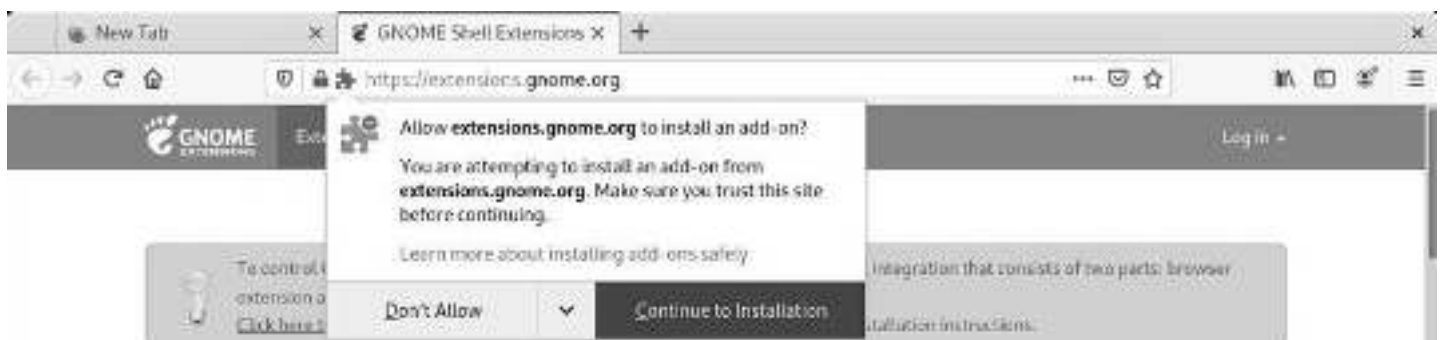 New Tab
GNOME Shell Extensions
https://extensions.gnome.org
GNOME
EXTENSIONS
Log in
Allow extensions.gnome.org to install an add-on?
You are attempting to install an add-on from
extensions.gnome.org. Make sure you trust this site
before continuing.
Learn more about installing add-ons safely
Don't Allow
Continue to Installation
To control
integration that consists of two parts: browser
extension a
Click here t
tallation instructions.